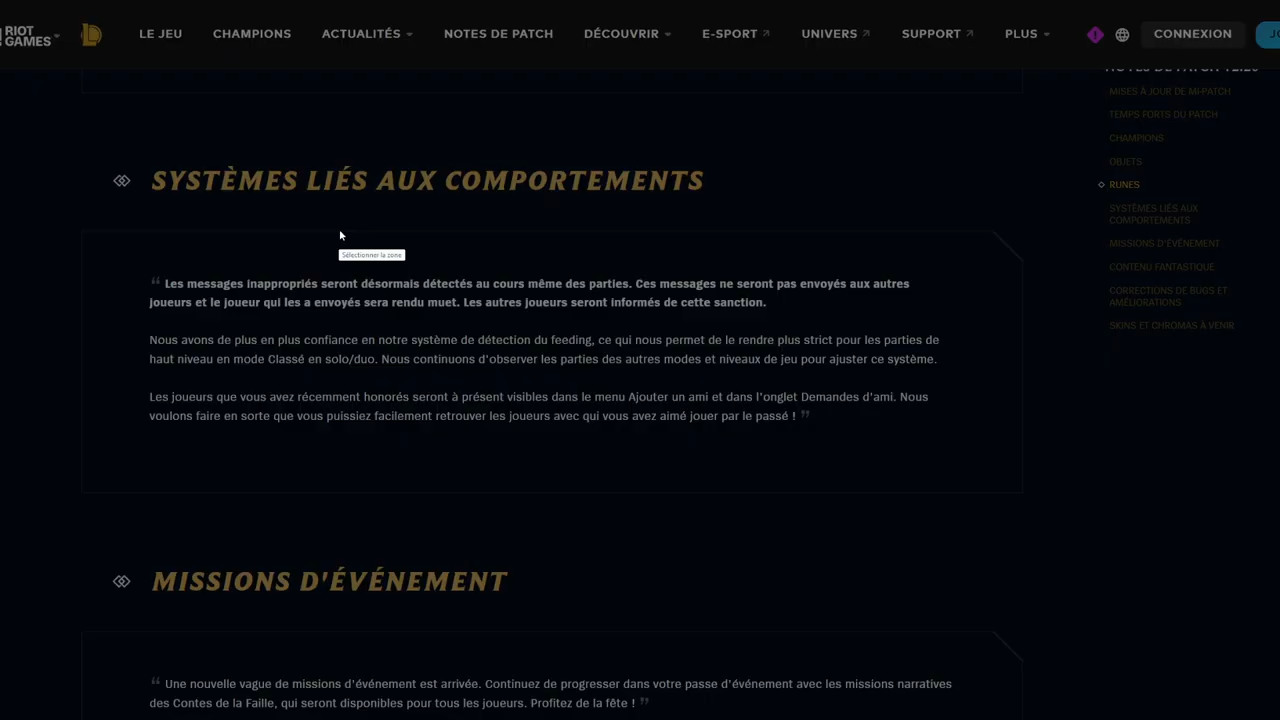 RIOT
GAMES
LE JEU
CHAMPIONS
ACTUALITÉS
NOTES DE PATCH
DÉCOUVRIR
E-SPORT
UNIVERS
SUPPORT
PLUS
CONNEXION
NOTES DE PATCH 12.20
MISES À JOUR DE MI-PATCH
TEMPS FORTS DU PATCH
CHAMPIONS
OBJETS
RUNES
SYSTÈMES LIÉS AUX
COMPORTEMENTS
MISSIONS D'ÉVÉNEMENT
CONTENU FANTASTIQUE
CORRECTIONS DE BUGS ET
AMÉLIORATIONS
SKINS ET CHROMAS À VENIR
SYSTÈMES LIÉS AUX COMPORTEMENTS
Sélectionner la zone
“ Les messages inappropriés seront désormais détectés au cours même des parties. Ces messages ne seront pas envoyés aux autres
joueurs et le joueur qui les a envoyés sera rendu muet. Les autres joueurs seront informés de cette sanction.
Nous avons de plus en plus confiance en notre système de détection du feeding, ce qui nous permet de le rendre plus strict pour les parties de
haut niveau en mode Classé en solo/duo. Nous continuons d'observer les parties des autres modes et niveaux de jeu pour ajuster ce système.
Les joueurs que vous avez récemment honorés seront à présent visibles dans le menu Ajouter un ami et dans l'onglet Demandes d'ami. Nous
voulons faire en sorte que vous puissiez facilement retrouver les joueurs avec qui vous avez aimé jouer par le passé ! ”
MISSIONS D'ÉVÉNEMENT
“ Une nouvelle vague de missions d'événement est arrivée. Continuez de progresser dans votre passe d'événement avec les missions narratives
des Contes de la Faille, qui seront disponibles pour tous les joueurs. Profitez de la fête ! ”